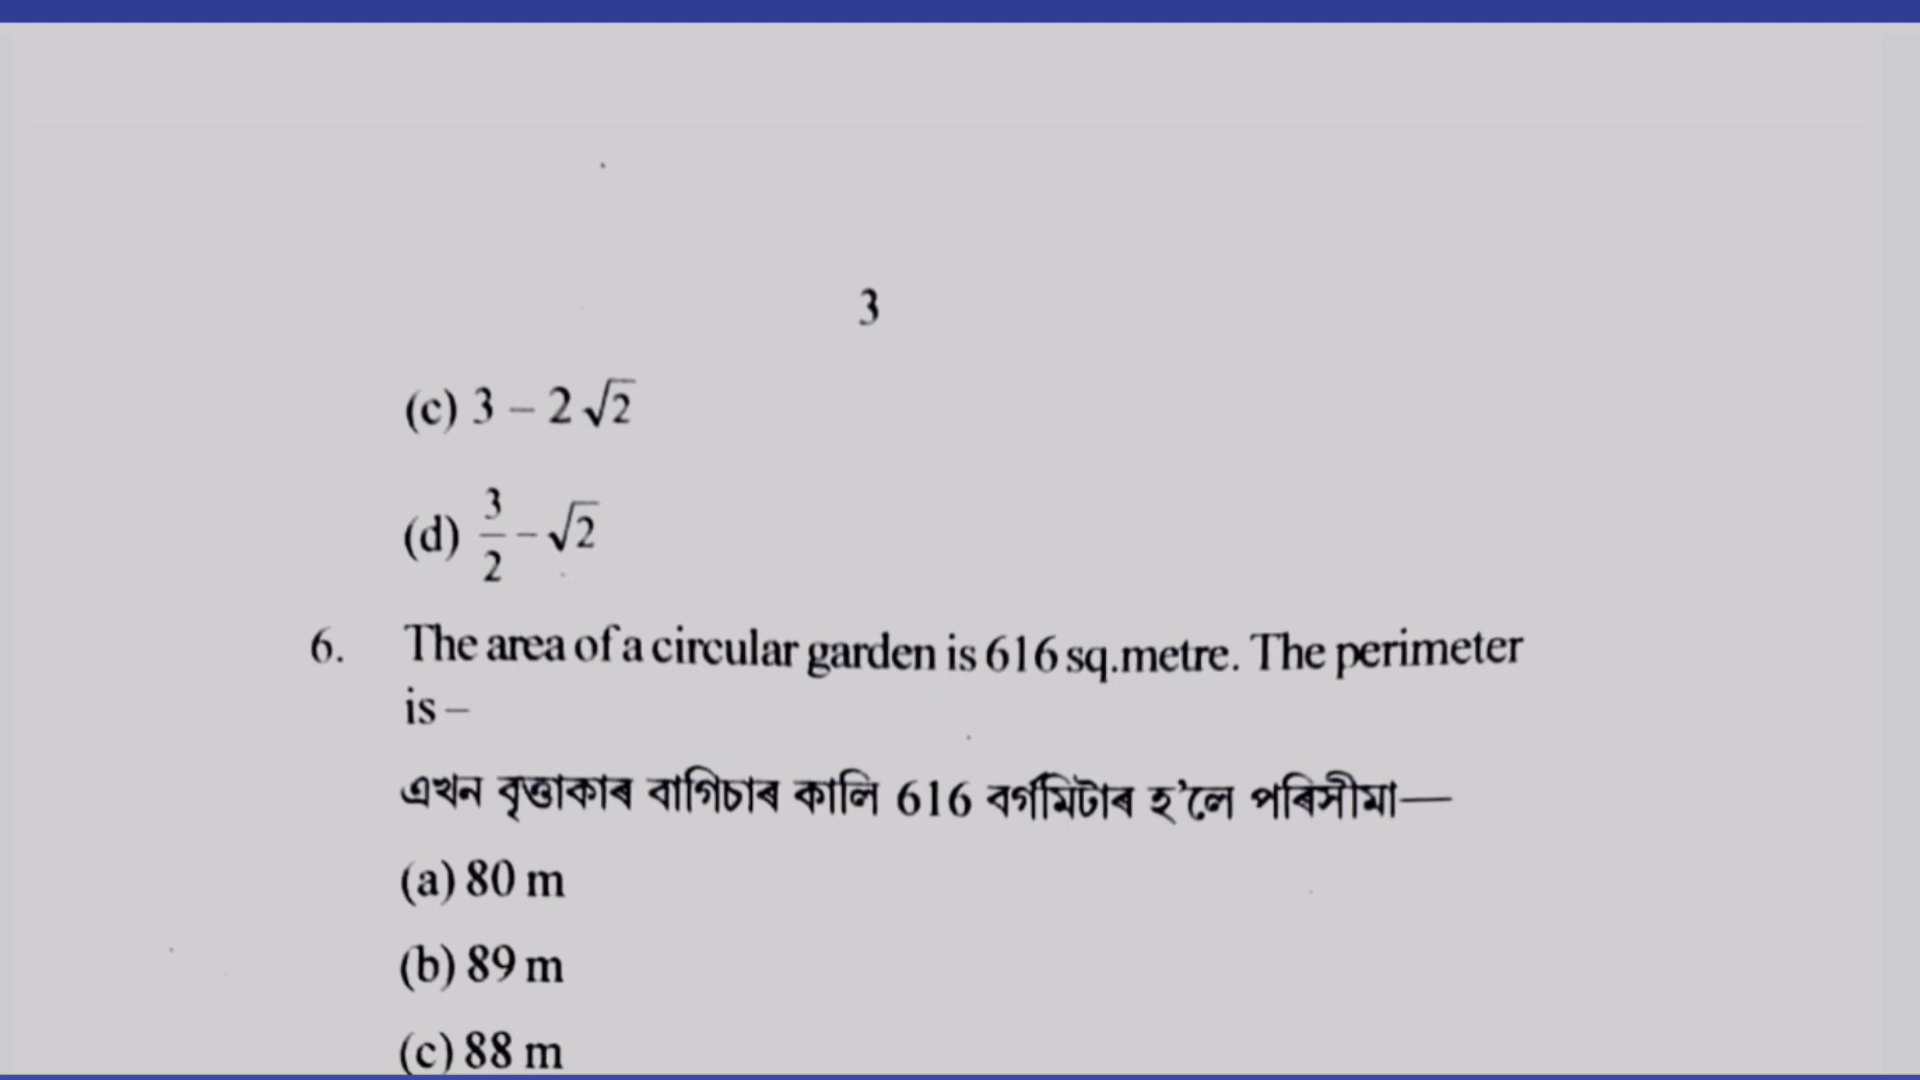 3
(c) 3 – 2 √2
(d) 3/2 – √2
6. The area of a circular garden is 616 sq.metre. The perimeter
is –
এখন বৃত্তাকাৰ বাগিচাৰ কালি 616 বৰ্গমিটাৰ হ’লে পৰিসীমা—
(a) 80 m
(b) 89 m
(c) 88 m